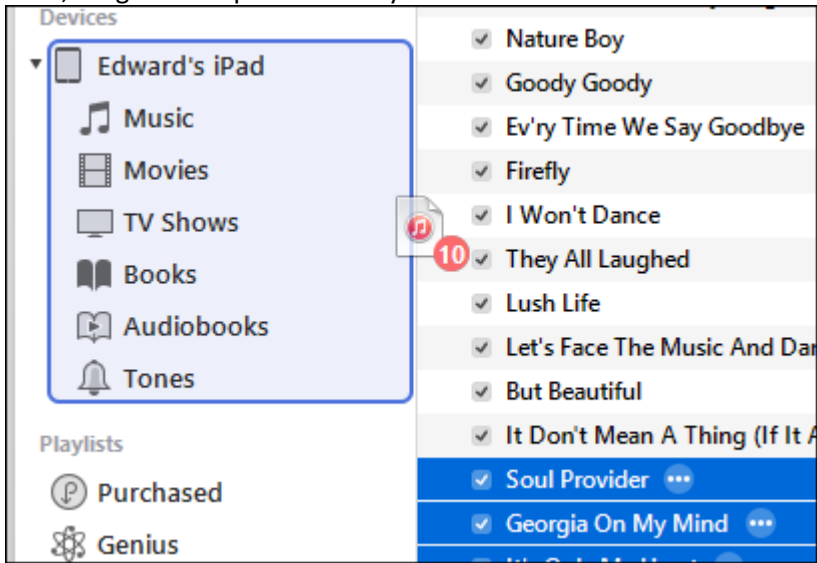 Devices
Edward's iPad
Music
Movies
TV Shows
Books
Audiobooks
Tones
Playlists
Purchased
Genius
Nature Boy
Goody Goody
Ev'ry Time We Say Goodbye
Firefly
I Won't Dance
10
They All Laughed
Lush Life
Let's Face The Music And Dan
But Beautiful
It Don't Mean A Thing (If It A
Soul Provider
Georgia On My Mind